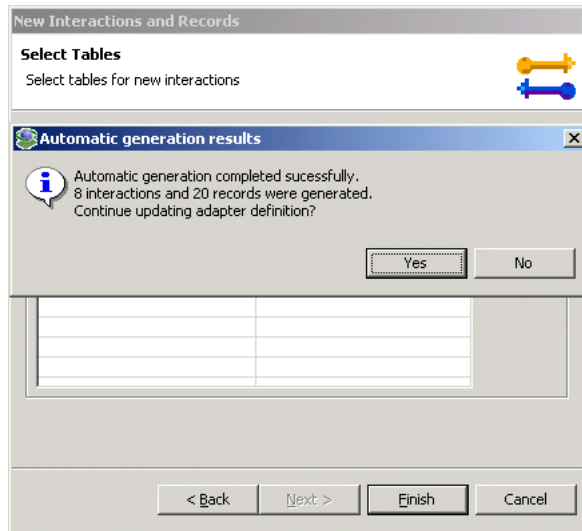 New Interactions and Records
Select Tables
Select tables for new interactions
Automatic generation results
Automatic generation completed sucessfully.
8 interactions and 20 records were generated.
Continue updating adapter definition?
Yes No
< Back Next > Finish Cancel